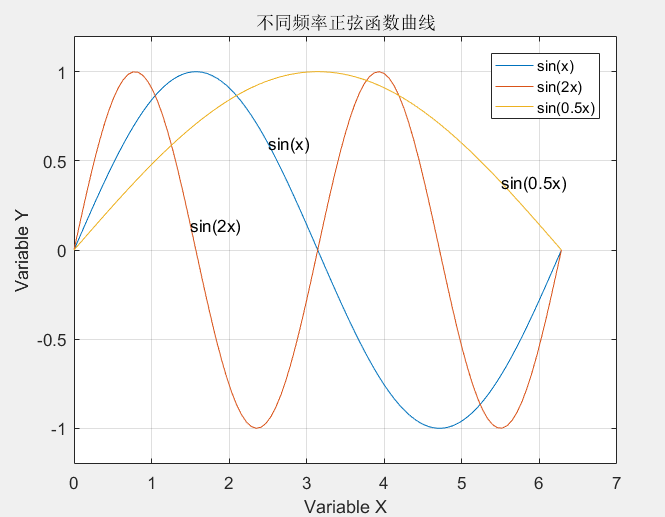 不同频率正弦函数曲线
sin(x)
sin(2x)
sin(0.5x)
1
0.5
0
-0.5
-1
Variable Y
sin(x)
sin(0.5x)
sin(2x)
0 1 2 3 4 5 6 7
Variable X